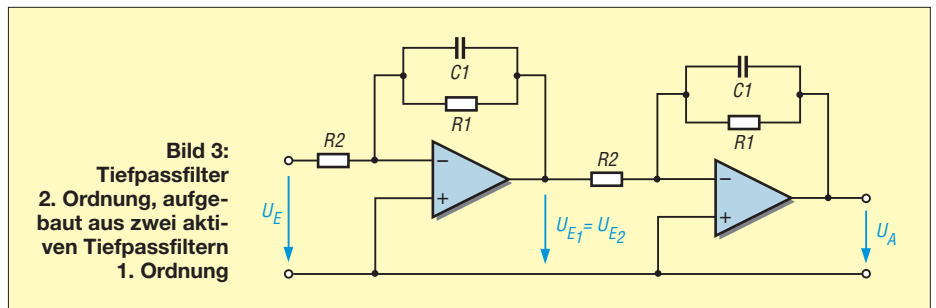 Bild 3:
Tiefpassfilter
2. Ordnung, aufge-
baut aus zwei akti-
ven Tiefpassfiltern
1. Ordnung
C1
R1
R2
−
+
U_E
U_E1 = U_E2
C1
R1
R2
−
+
U_A